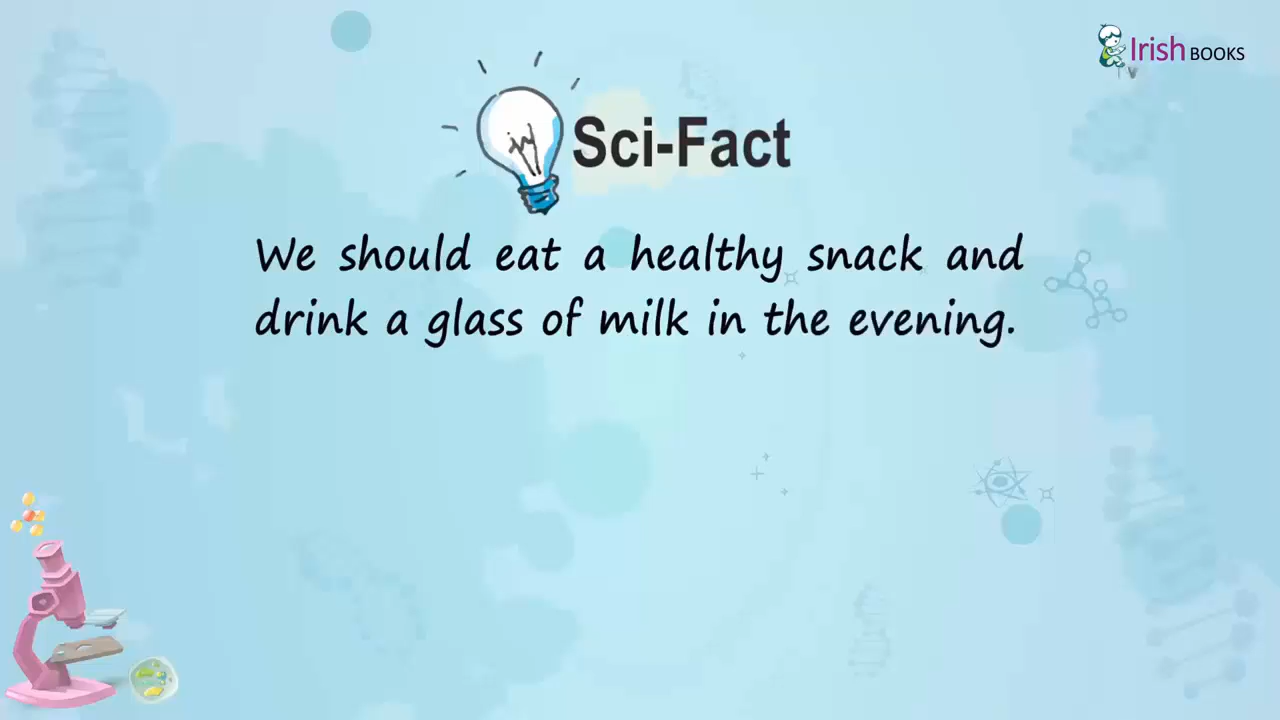 Irish BOOKS
Sci-Fact
We should eat a healthy snack and
drink a glass of milk in the evening.